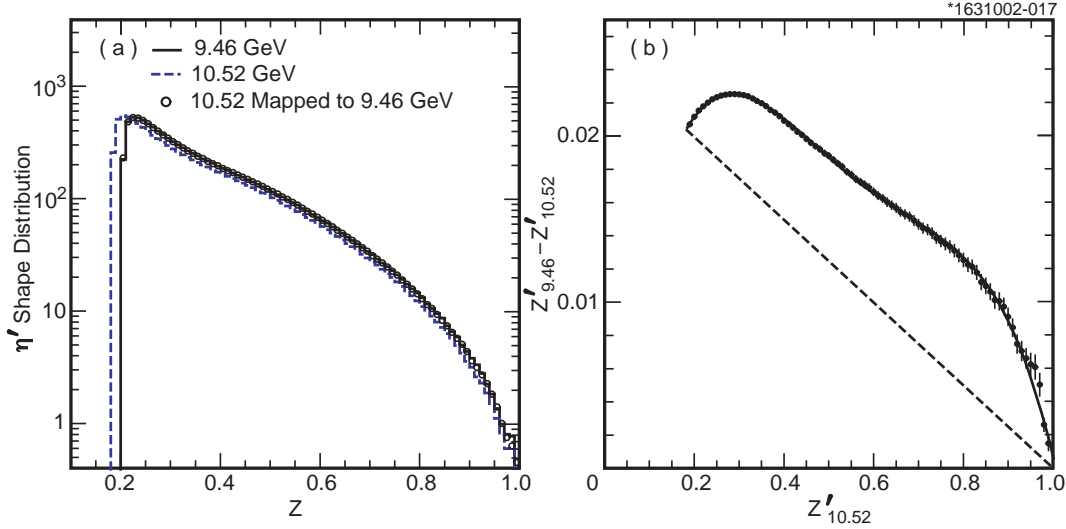 *1631002-017
( a )
9.46 GeV
10.52 GeV
10.52 Mapped to 9.46 GeV
η′ Shape Distribution
10³
10²
10
1
0.2
0.4
0.6
0.8
1.0
Z
( b )
Z′9.46 – Z′10.52
0.02
0.01
0
0.2
0.4
0.6
0.8
1.0
Z′10.52